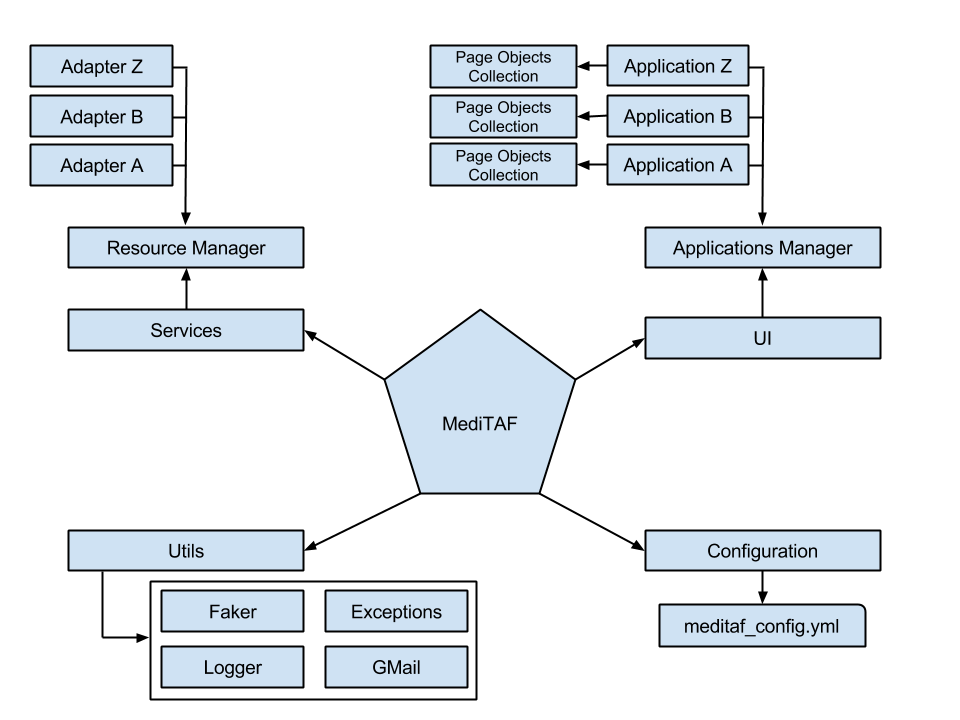 Adapter Z
Adapter B
Adapter A
Resource Manager
Services
Page Objects
Collection
Application Z
Page Objects
Collection
Application B
Page Objects
Collection
Application A
Applications Manager
UI
MediTAF
Utils
Faker
Exceptions
Logger
GMail
Configuration
meditaf_config.yml